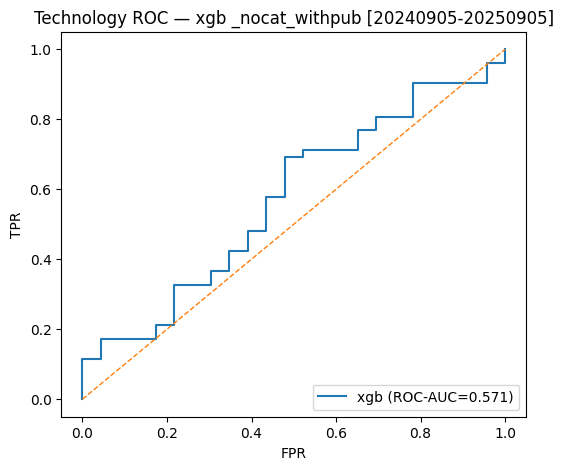 Technology ROC — xgb _nocat_withpub [20240905-20250905]
1.0
0.8
0.6
0.4
0.2
0.0
TPR
xgb (ROC-AUC=0.571)
0.0 0.2 0.4 0.6 0.8 1.0
FPR